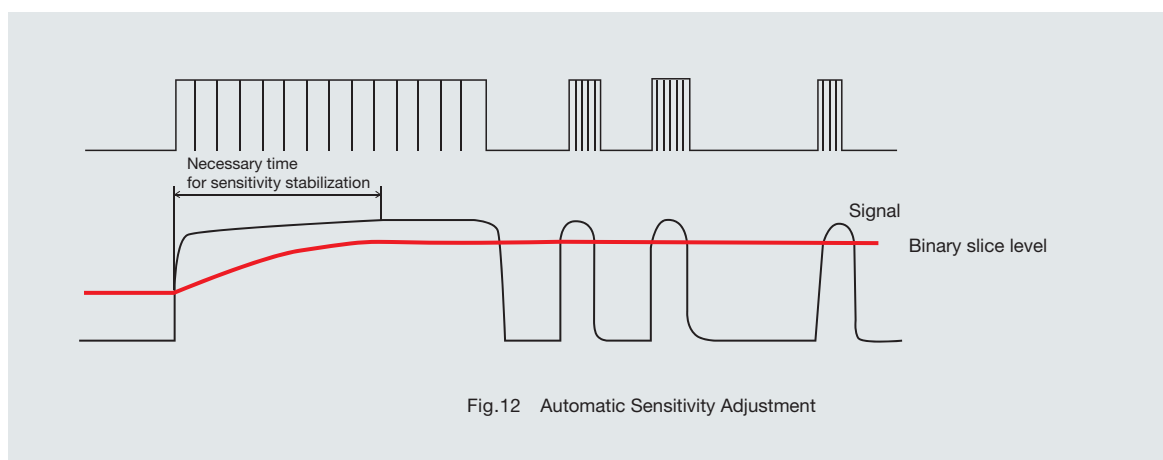 Necessary time
for sensitivity stabilization
Signal
Binary slice level
Fig.12 Automatic Sensitivity Adjustment